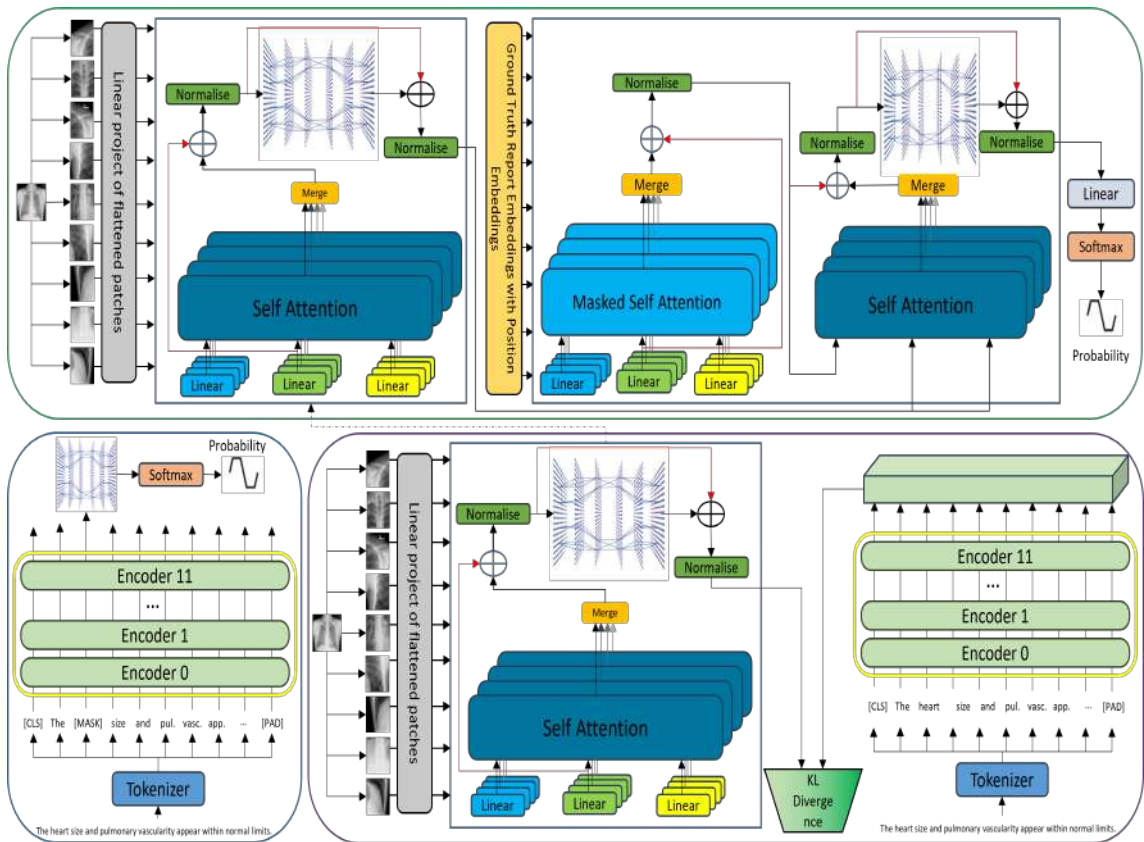 Linear project of flattened patches
Normalise
Normalise
Merge
Self Attention
Linear
Linear
Linear
Ground Truth Report Embeddings with Position
Embeddings
Normalise
Merge
Masked Self Attention
Linear
Linear
Linear
Normalise
Normalise
Merge
Self Attention
Linear
Softmax
Probability
Probability
Softmax
Encoder 11
...
Encoder 1
Encoder 0
[CLS] The [MASK] size and pul. vasc. app. ... [PAD]
Tokenizer
The heart size and pulmonary vascularity appear within normal limits.
Linear project of flattened patches
Normalise
Normalise
Merge
Self Attention
Linear
Linear
Linear
KL
Diverge
nce
Encoder 11
...
Encoder 1
Encoder 0
[CLS] The heart size and pul. vasc. app. ... [PAD]
Tokenizer
The heart size and pulmonary vascularity appear within normal limits.